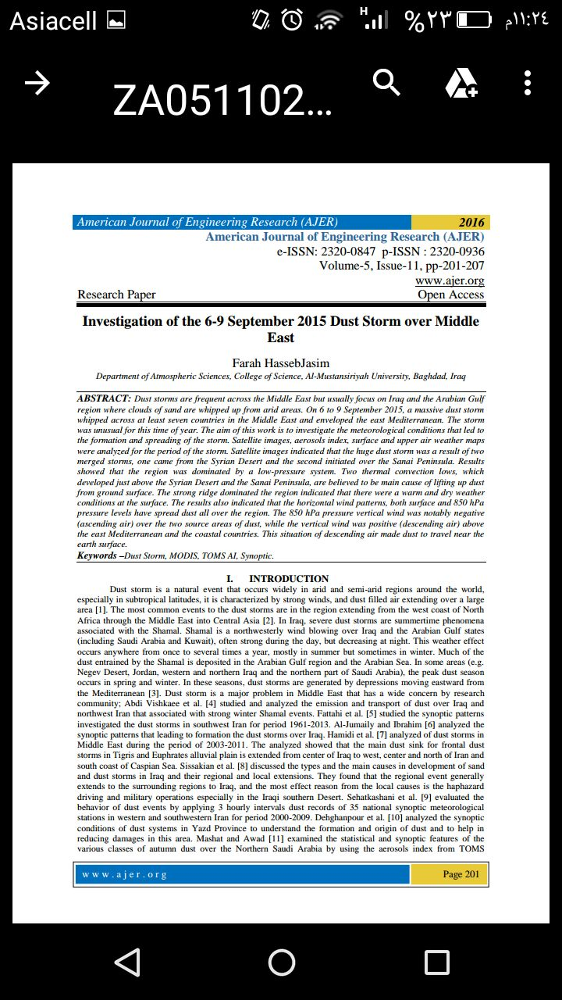 Asiacell
H
%٢٣
١١:٢٤م
ZA051102...
American Journal of Engineering Research (AJER) 2016
American Journal of Engineering Research (AJER)
e-ISSN: 2320-0847 p-ISSN : 2320-0936
Volume-5, Issue-11, pp-201-207
www.ajer.org
Research Paper Open Access
Investigation of the 6-9 September 2015 Dust Storm over Middle
East
Farah HassebJasim
Department of Atmospheric Sciences, College of Science, Al-Mustansiriyah University, Baghdad, Iraq
ABSTRACT: Dust storms are frequent across the Middle East but usually focus on Iraq and the Arabian Gulf
region where clouds of sand are whipped up from arid areas. On 6 to 9 September 2015, a massive dust storm
whipped across at least seven countries in the Middle East and enveloped the east Mediterranean. The storm
was unusual for this time of year. The aim of this work is to investigate the meteorological conditions that led to
the formation and spreading of the storm. Satellite images, aerosols index, surface and upper air weather maps
were analyzed for the period of the storm. Satellite images indicated that the huge dust storm was a result of two
merged storms, one came from the Syrian Desert and the second initiated over the Sanai Peninsula. Results
showed that the region was dominated by a low-pressure system. Two thermal convection lows, which
developed just above the Syrian Desert and the Sanai Peninsula, are believed to be main cause of lifting up dust
from ground surface. The strong ridge dominated the region indicated that there were a warm and dry weather
conditions at the surface. The results also indicated that the horizontal wind patterns, both surface and 850 hPa
pressure levels have spread dust all over the region. The 850 hPa pressure vertical wind was notably negative
(ascending air) over the two source areas of dust, while the vertical wind was positive (descending air) above
the east Mediterranean and the coastal countries. This situation of descending air made dust to travel near the
earth surface.
Keywords –Dust Storm, MODIS, TOMS AI, Synoptic.
I. INTRODUCTION
Dust storm is a natural event that occurs widely in arid and semi-arid regions around the world,
especially in subtropical latitudes, it is characterized by strong winds, and dust filled air extending over a large
area [1]. The most common events to the dust storms are in the region extending from the west coast of North
Africa through the Middle East into Central Asia [2]. In Iraq, severe dust storms are summertime phenomena
associated with the Shamal. Shamal is a northwesterly wind blowing over Iraq and the Arabian Gulf states
(including Saudi Arabia and Kuwait), often strong during the day, but decreasing at night. This weather effect
occurs anywhere from once to several times a year, mostly in summer but sometimes in winter. Much of the
dust entrained by the Shamal is deposited in the Arabian Gulf region and the Arabian Sea. In some areas (e.g.
Negev Desert, Jordan, western and northern Iraq and the northern part of Saudi Arabia), the peak dust season
occurs in spring and winter. In these seasons, dust storms are generated by depressions moving eastward from
the Mediterranean [3]. Dust storm is a major problem in Middle East that has a wide concern by research
community; Abdi Vishkaee et al. [4] studied and analyzed the emission and transport of dust over Iraq and
northwest Iran that associated with strong winter Shamal events. Fattahi et al. [5] studied the synoptic patterns
investigated the dust storms in southwest Iran for period 1961-2013. Al-Jumaily and Ibrahim [6] analyzed the
synoptic patterns that leading to formation the dust storms over Iraq. Hamidi et al. [7] analyzed of dust storms in
Middle East during the period of 2003-2011. The analyzed showed that the main dust sink for frontal dust
storms in Tigris and Euphrates alluvial plain is extended from center of Iraq to west, center and north of Iran and
south coast of Caspian Sea. Sissakian et al. [8] discussed the types and the main causes in development of sand
and dust storms in Iraq and their regional and local extensions. They found that the regional event generally
extends to the surrounding regions to Iraq, and the most effect reason from the local causes is the haphazard
driving and military operations especially in the Iraqi southern Desert. Sehatkashani et al. [9] evaluated the
behavior of dust events by applying 3 hourly intervals dust records of 35 national synoptic meteorological
stations in western and southwestern Iran for period 2000-2009. Dehghanpour et al. [10] analyzed the synoptic
conditions of dust systems in Yazd Province to understand the formation and origin of dust and to help in
reducing damages in this area. Mashat and Awad [11] examined the statistical and synoptic features of the
various classes of autumn dust over the Northern Saudi Arabia by using the aerosols index from TOMS
www.ajer.org Page 201